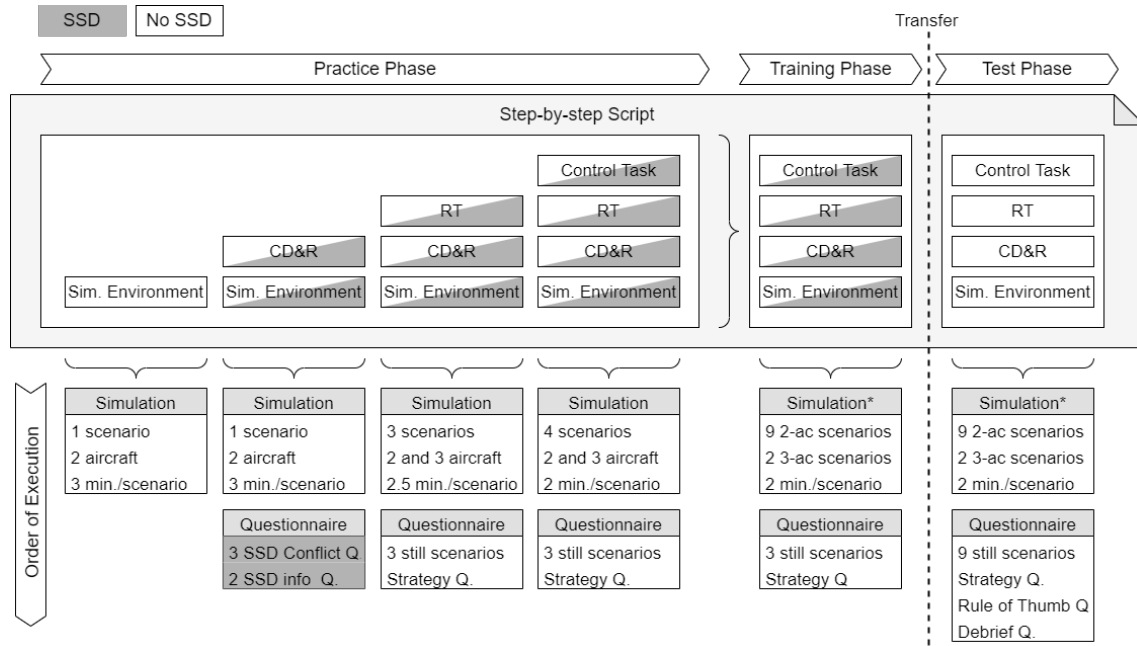 SSD
No SSD
Transfer
Practice Phase
Training Phase
Test Phase
Step-by-step Script
Control Task
Control Task
Control Task
RT
RT
RT
RT
CD&R
CD&R
CD&R
CD&R
CD&R
Sim. Environment
Sim. Environment
Sim. Environment
Sim. Environment
Sim. Environment
Sim. Environment
Order of Execution
Simulation
1 scenario
2 aircraft
3 min./scenario
Simulation
1 scenario
2 aircraft
3 min./scenario
Questionnaire
3 SSD Conflict Q.
2 SSD info Q.
Simulation
3 scenarios
2 and 3 aircraft
2.5 min./scenario
Questionnaire
3 still scenarios
Strategy Q.
Simulation
4 scenarios
2 and 3 aircraft
2 min./scenario
Questionnaire
3 still scenarios
Strategy Q.
Simulation*
9 2-ac scenarios
2 3-ac scenarios
2 min./scenario
Questionnaire
3 still scenarios
Strategy Q
Simulation*
9 2-ac scenarios
2 3-ac scenarios
2 min./scenario
Questionnaire
9 still scenarios
Strategy Q.
Rule of Thumb Q
Debrief Q.